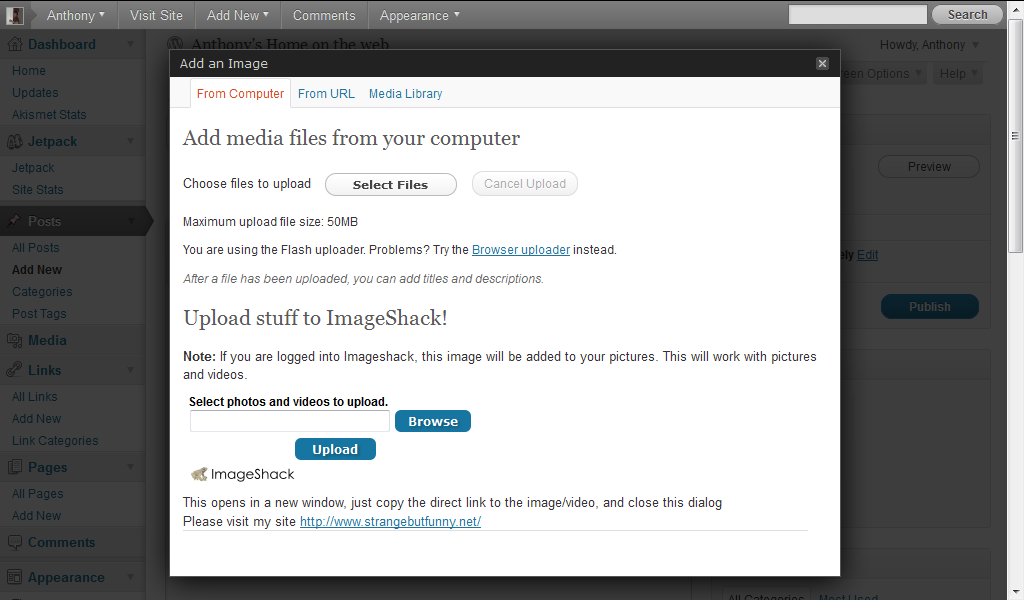 Anthony Visit Site Add New Comments Appearance Search
Anthony's Home on the web
Howdy, Anthony
Screen Options Help
Dashboard
Home
Updates
Akismet Stats
Jetpack
Jetpack
Site Stats
Posts
All Posts
Add New
Categories
Post Tags
Media
Links
All Links
Add New
Link Categories
Pages
All Pages
Add New
Comments
Appearance
Add an Image
From Computer From URL Media Library
Add media files from your computer
Choose files to upload Select Files Cancel Upload
Maximum upload file size: 50MB
You are using the Flash uploader. Problems? Try the Browser uploader instead.
After a file has been uploaded, you can add titles and descriptions.
Upload stuff to ImageShack!
Note: If you are logged into Imageshack, this image will be added to your pictures. This will work with pictures
and videos.
Select photos and videos to upload.
Browse
Upload
ImageShack
This opens in a new window, just copy the direct link to the image/video, and close this dialog
Please visit my site http://www.strangebutfunny.net/
Preview
ely Edit
Publish
All Categories Most Used